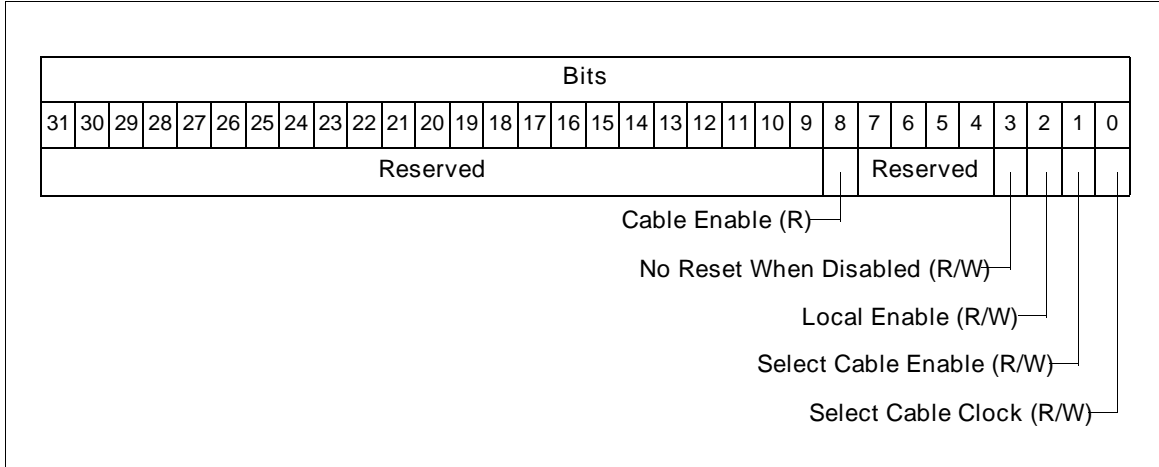 Bits
31 30 29 28 27 26 25 24 23 22 21 20 19 18 17 16 15 14 13 12 11 10 9 8 7 6 5 4 3 2 1 0
Reserved Reserved
Cable Enable (R)
No Reset When Disabled (R/W)
Local Enable (R/W)
Select Cable Enable (R/W)
Select Cable Clock (R/W)